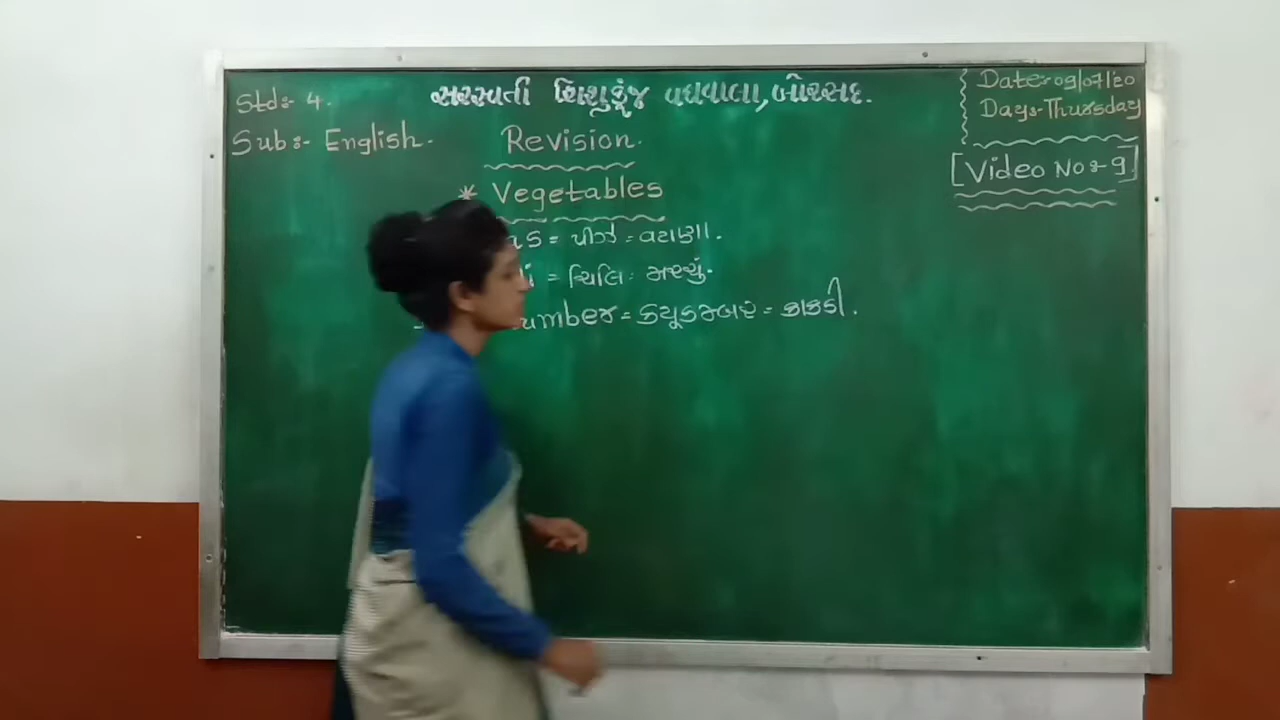 Std:- 4.
સરસ્વતી શિશુકુંજ વઘવાલા, બોરસદ.
Date:- 09/07/20
Day:- Thursday
Sub:- English.
Revision.
[Video No:- 9]
* Vegetables
= પીઝ = વટાણા.
= ચિલિ = મરચું.
umber = ક્યૂકમ્બર = કાકડી.